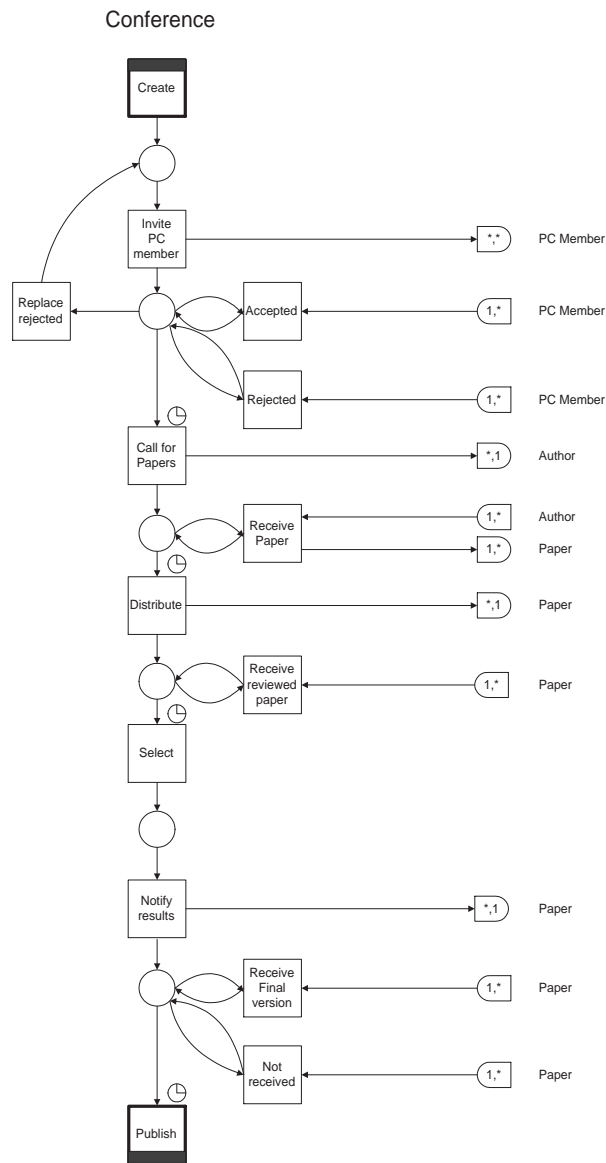 Conference
Create
Invite
PC
member
*,*
PC Member
Replace
rejected
Accepted
1,*
PC Member
Rejected
1,*
PC Member
Call for
Papers
*,1
Author
Receive
Paper
1,*
Author
1,*
Paper
Distribute
*,1
Paper
Receive
reviewed
paper
1,*
Paper
Select
Notify
results
*,1
Paper
Receive
Final
version
1,*
Paper
Not
received
1,*
Paper
Publish